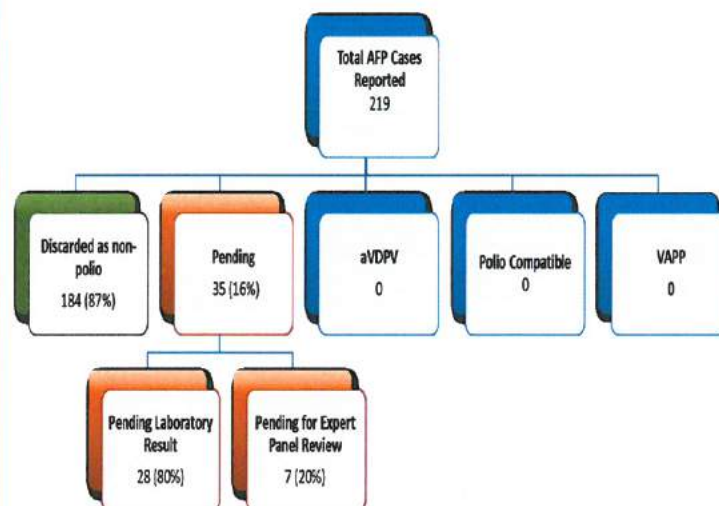 Total AFP Cases
Reported
219
Discarded as non-
polio
184 (87%)
Pending
35 (16%)
aVDPV
0
Polio Compatible
0
VAPP
0
Pending Laboratory
Result
28 (80%)
Pending for Expert
Panel Review
7 (20%)